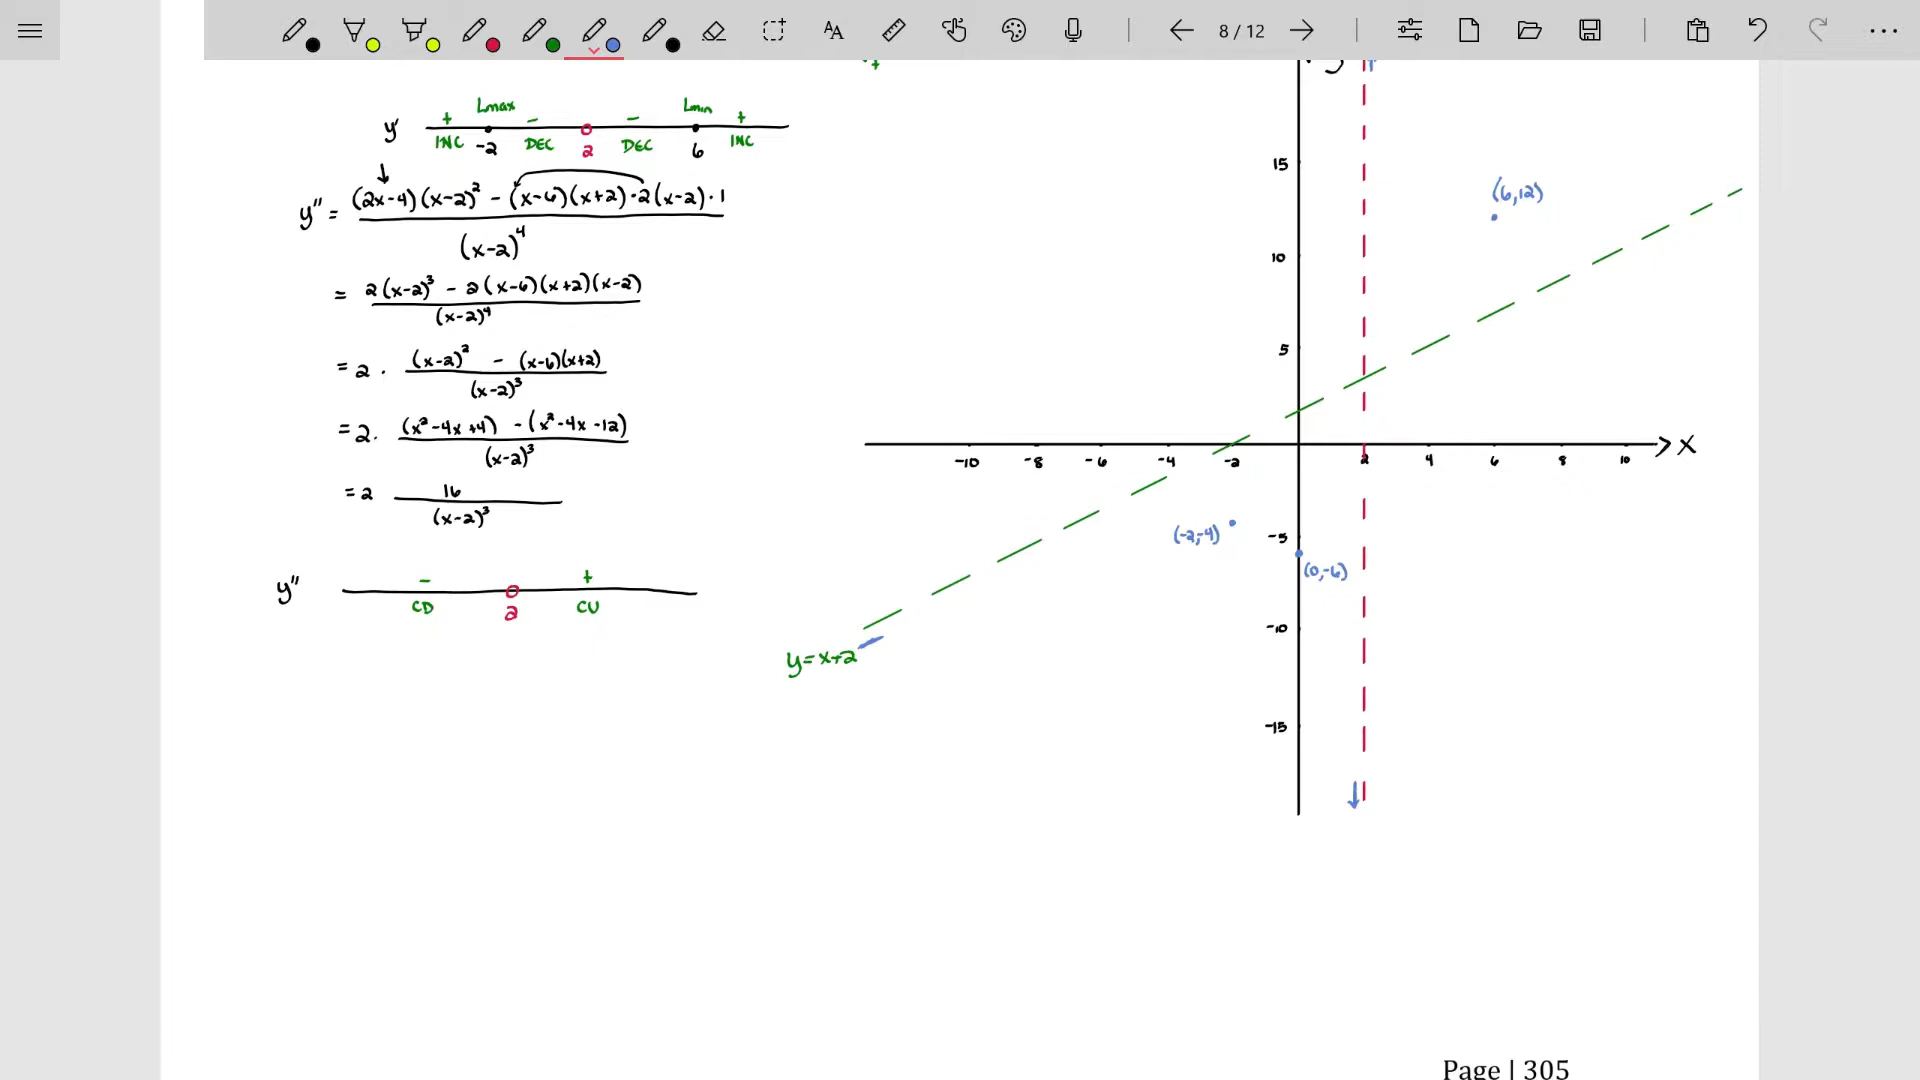 8 / 12
y' + Lmax − − Lmin +
INC -2 DEC 2 DEC 6 INC
y" = (2x-4)(x-2)² - (x-6)(x+2)·2(x-2)·1
(x-2)⁴
= 2(x-2)³ - 2(x-6)(x+2)(x-2)
(x-2)⁴
= 2 · (x-2)² - (x-6)(x+2)
(x-2)³
= 2 · (x²-4x+4) - (x²-4x-12)
(x-2)³
= 2 16
(x-2)³
y" − +
CD 2 CU
+
y
15
(6,12)
10
5
-10 -8 -6 -4 -2 2 4 6 8 10 X
(-2,-4)
-5
(0,-6)
-10
y=x+2
-15
Page | 305